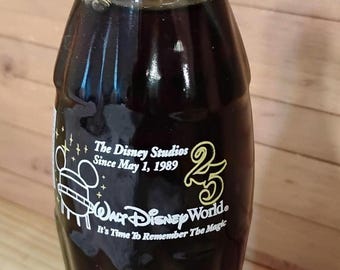 The Disney Studios
Since May 1, 1989
25
Walt Disney World®
It's Time To Remember The Magic